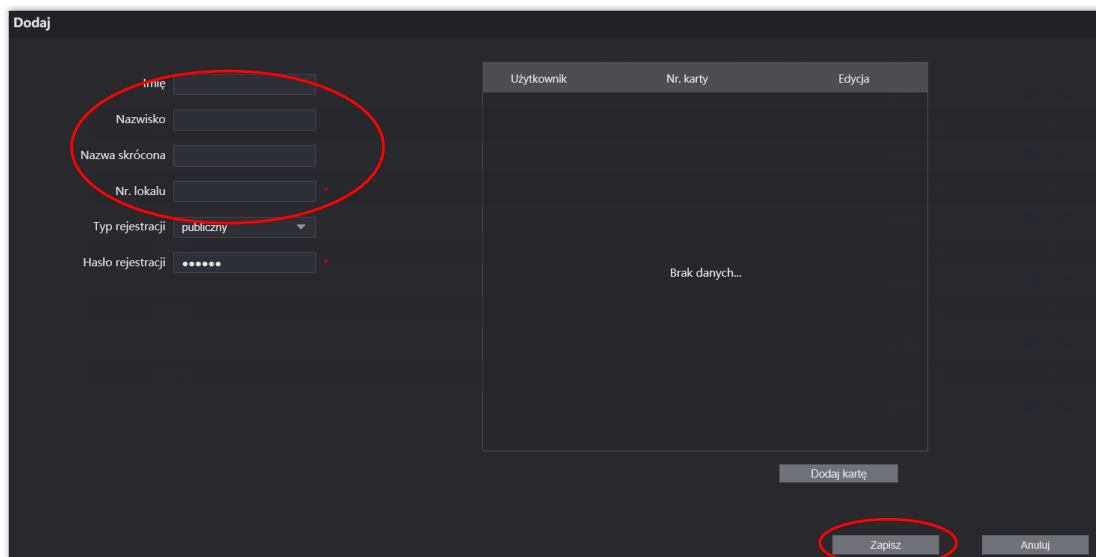 Dodaj
Imię
Nazwisko
Nazwa skrócona
Nr. lokalu *
Typ rejestracji publiczny
Hasło rejestracji •••••• *
Użytkownik Nr. karty Edycja
Brak danych...
Dodaj kartę
Zapisz Anuluj